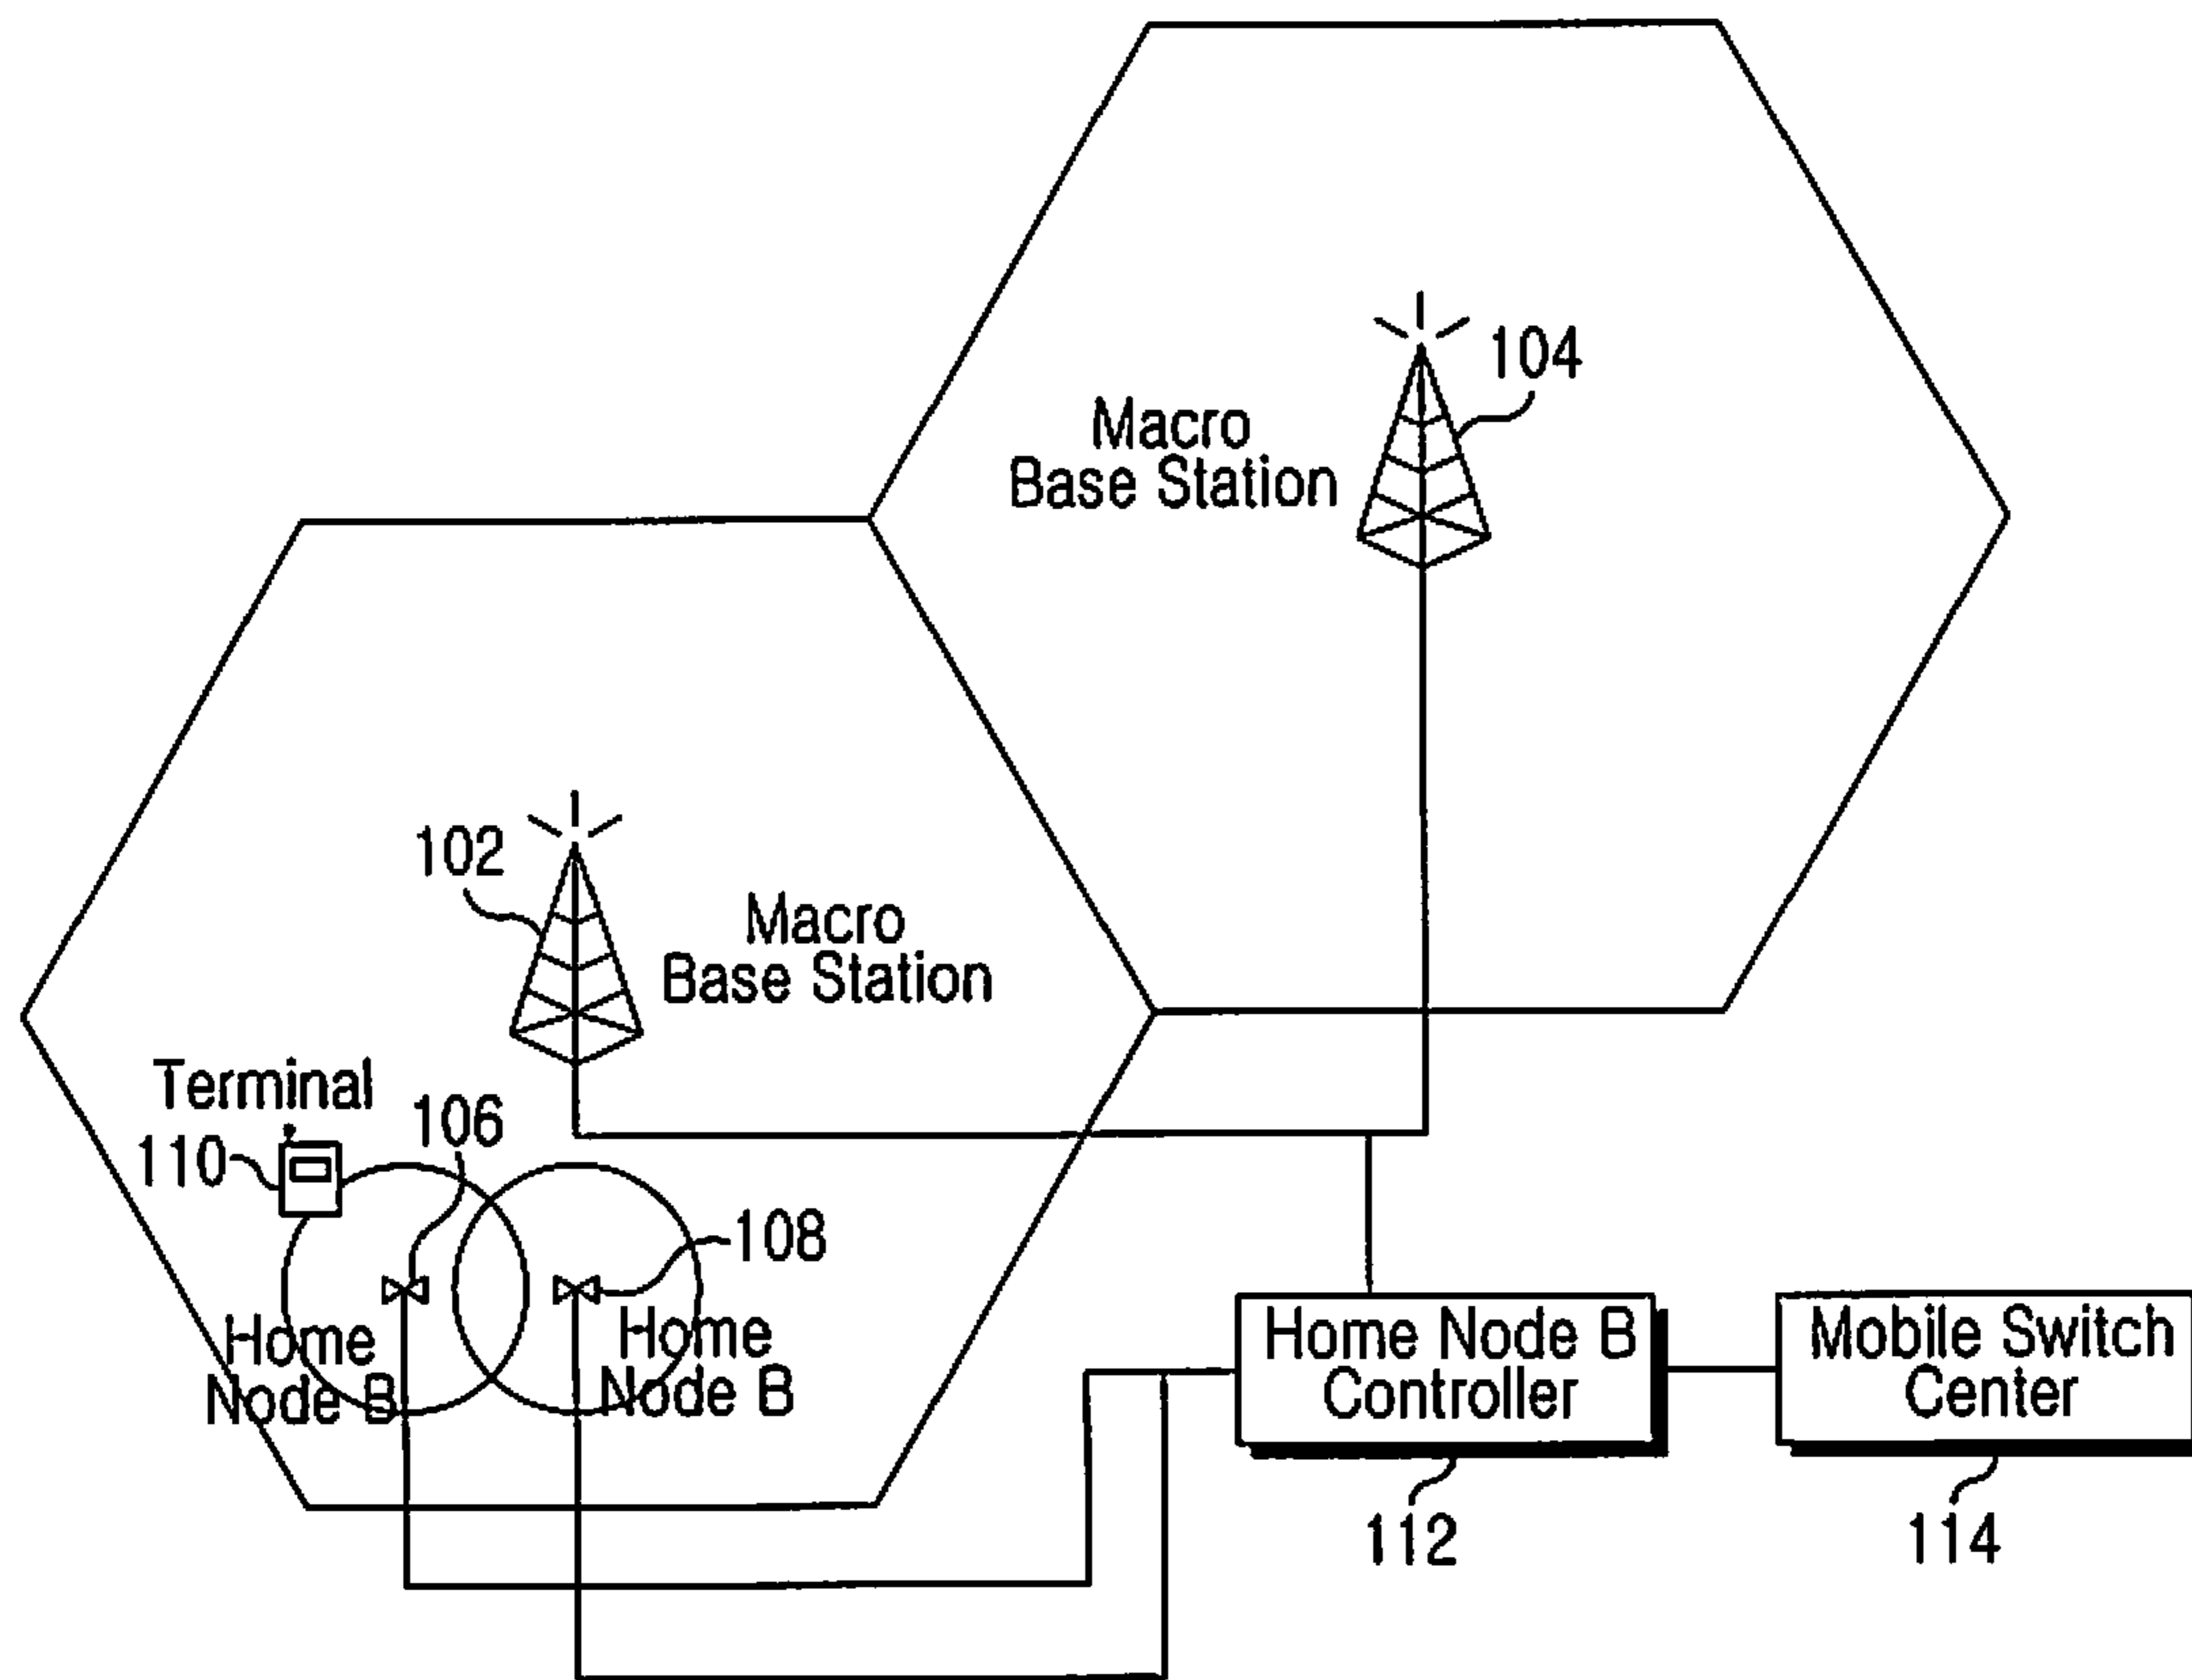 104
Macro
Base Station
102
Macro
Base Station
Terminal
110
106
108
Home
Node B
Home
Node B
Home Node B
Controller
Mobile Switch
Center
112
114